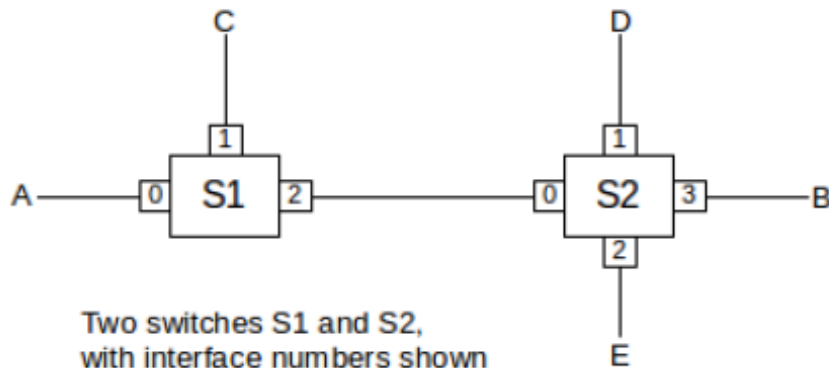 C
D
1
1
A
0
S1
2
0
S2
3
B
2
Two switches S1 and S2,
with interface numbers shown
E